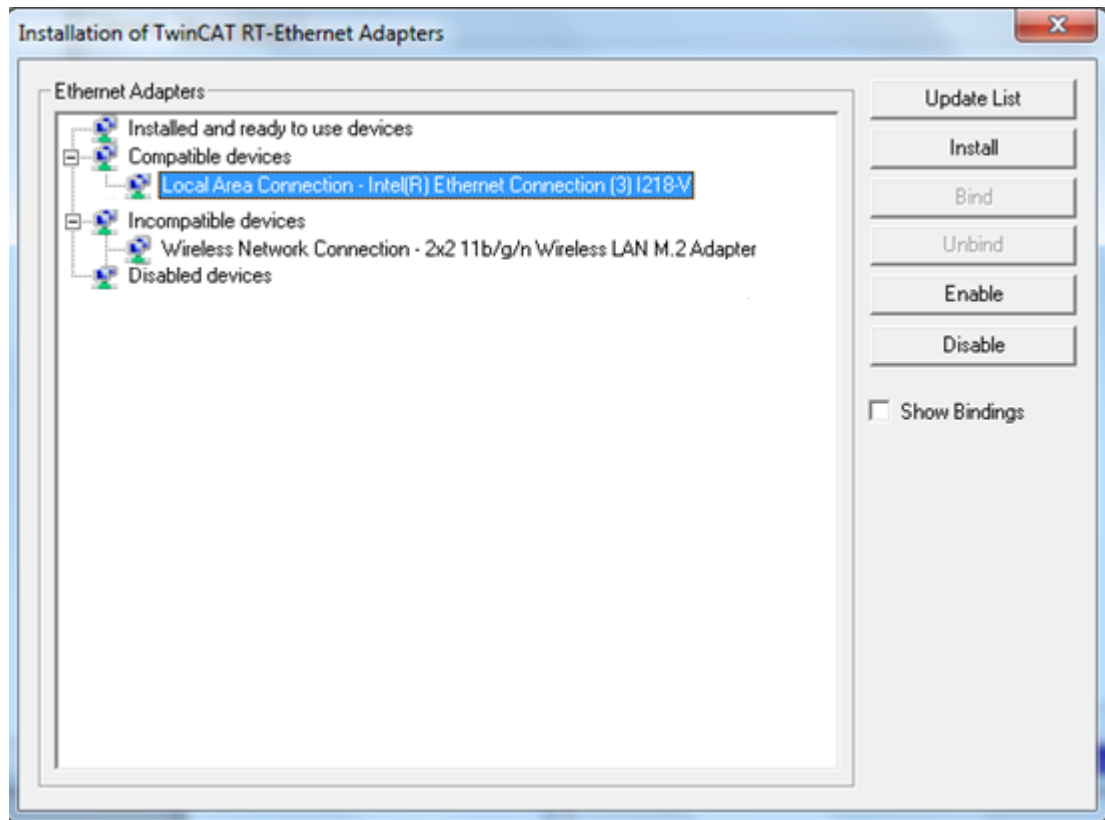 Installation of TwinCAT RT-Ethernet Adapters
Ethernet Adapters
Installed and ready to use devices
Compatible devices
Local Area Connection - Intel(R) Ethernet Connection (3) I218-V
Incompatible devices
Wireless Network Connection - 2x2 11b/g/n Wireless LAN M.2 Adapter
Disabled devices
Update List
Install
Bind
Unbind
Enable
Disable
Show Bindings